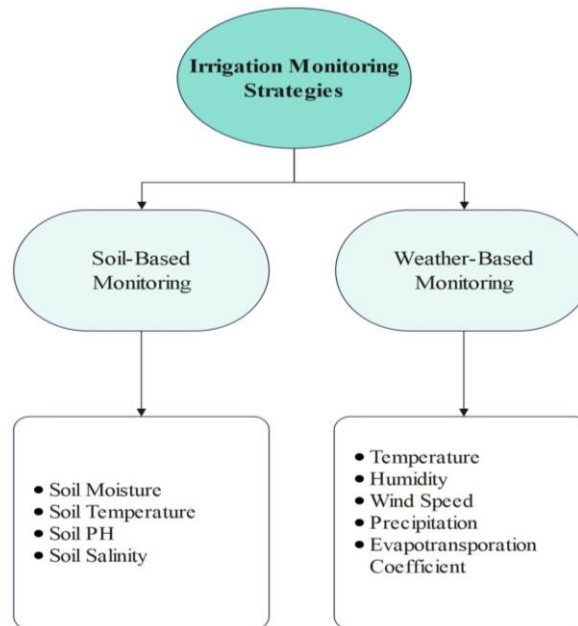 Irrigation Monitoring
Strategies
Soil-Based
Monitoring
Weather-Based
Monitoring
● Soil Moisture
● Soil Temperature
● Soil PH
● Soil Salinity
● Temperature
● Humidity
● Wind Speed
● Precipitation
● Evapotransporation
Coefficient